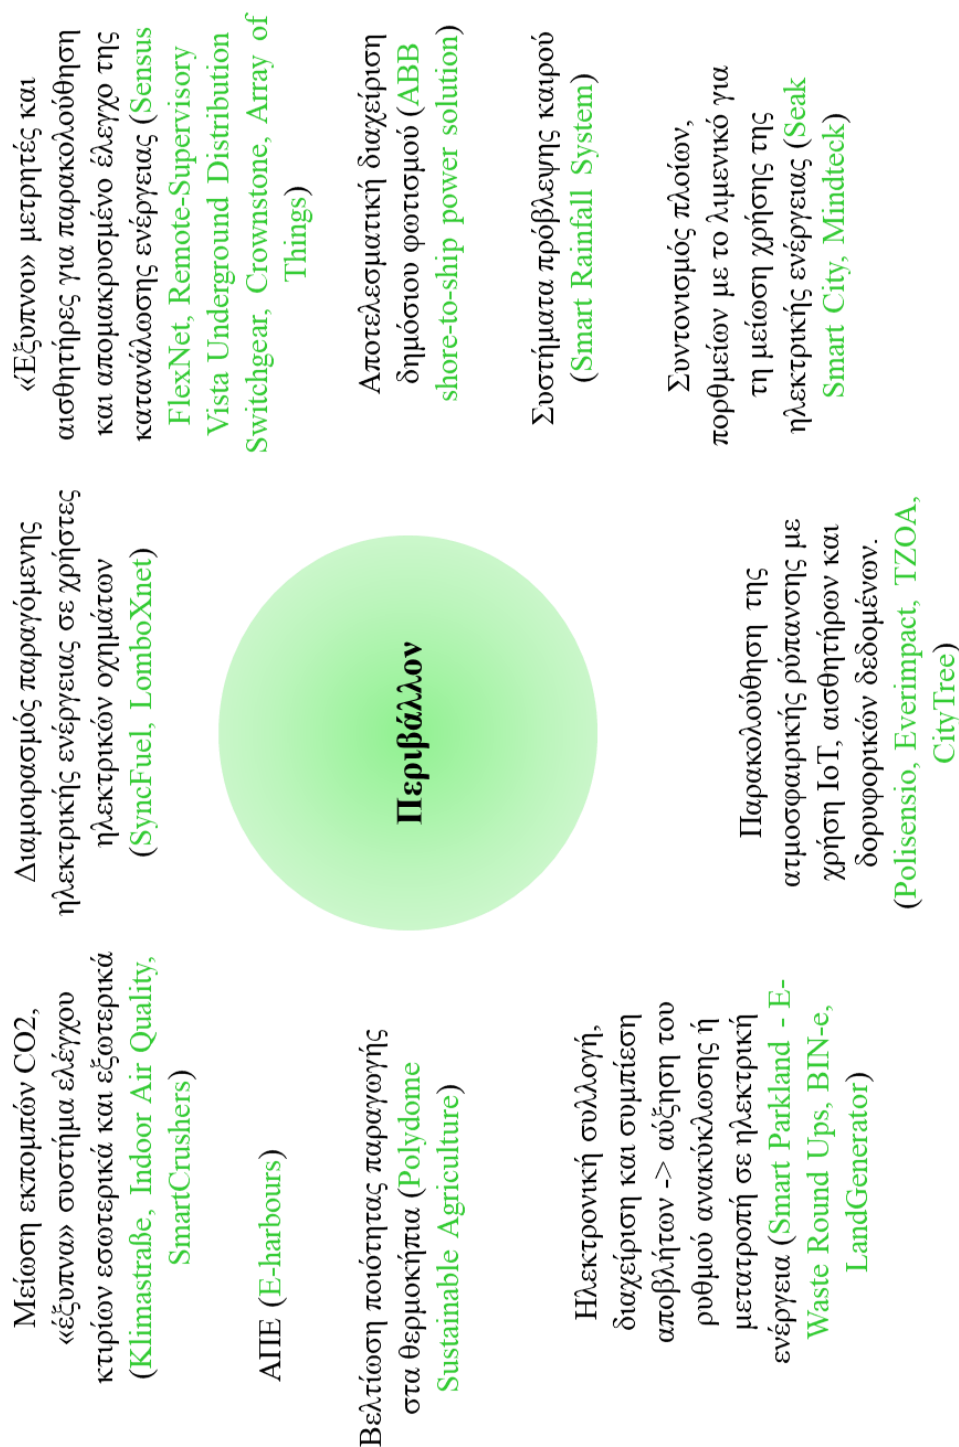 Μείωση εκπομπών CO2,
«έξυπνα» συστήμα ελέγχου
κτιρίων εσωτερικά και εξωτερικά
(Klimastraße, Indoor Air Quality,
SmartCrushers)
Διαμοιρασμός παραγόμενης
ηλεκτρικής ενέργειας σε χρήστες
ηλεκτρικών οχημάτων
(SyncFuel, LomboXnet)
«Έξυπνοι» μετρητές και
αισθητήρες για παρακολούθηση
και απομακρυσμένο έλεγχο της
κατανάλωσης ενέργειας (Sensus
FlexNet, Remote-Supervisory
Vista Underground Distribution
Switchgear, Crownstone, Array of
Things)
ΑΠΕ (E-harbours)
Βελτίωση ποιότητας παραγωγής
στα θερμοκήπα (Polydome
Sustainable Agriculture)
Περιβάλλον
Αποτελεσματική διαχείριση
δημόσιου φωτισμού (ABB
shore-to-ship power solution)
Συστήματα πρόβλεψης καιρού
(Smart Rainfall System)
Ηλεκτρονική συλλογή,
διαχείριση και συμπίεση
αποβλήτων -> αύξηση του
ρυθμού ανακύκλωσης ή
μετατροπή σε ηλεκτρική
ενέργεια (Smart Parkland - E-
Waste Round Ups, BIN-e,
LandGenerator)
Παρακολούθηση της
ατμοσφαιρικής ρύπανσης με
χρήση IoT, αισθητήρων και
δορυφορικών δεδομένων.
(Polisensio, Everimpact, TZOA,
CityTree)
Συντονισμός πλοίων,
πορθμείων με το λιμενικό για
τη μείωση χρήσης της
ηλεκτρικής ενέργειας (Seak
Smart City, Mindteck)